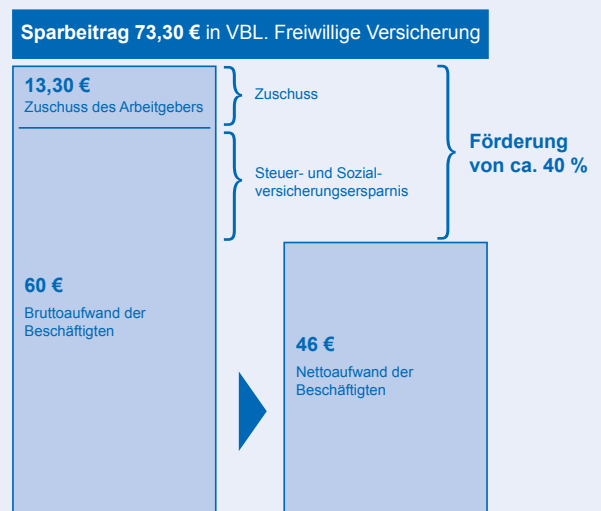 Sparbeitrag 73,30 € in VBL. Freiwillige Versicherung
13,30 €
Zuschuss des Arbeitgebers
Zuschuss
Förderung
von ca. 40 %
Steuer- und Sozial-
versicherungsersparnis
60 €
Bruttoaufwand der
Beschäftigten
46 €
Nettoaufwand der
Beschäftigten